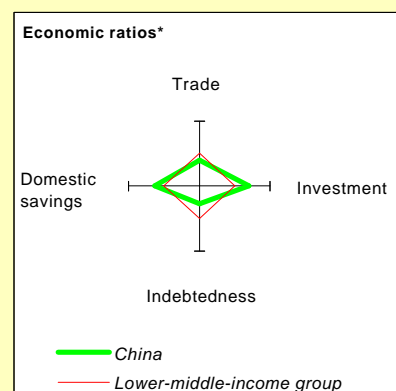 Economic ratios*
Trade
Domestic
savings
Investment
Indebtedness
China
Lower-middle-income group